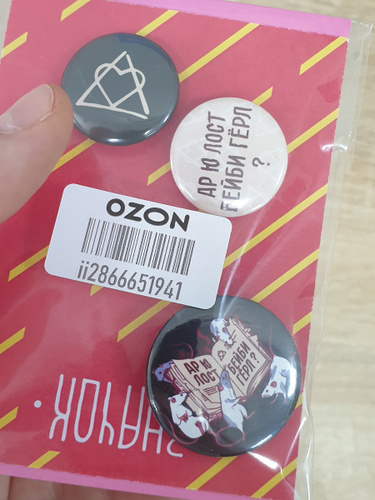 АР Ю ЛОСТ
БЕЙБИ ГЁРЛ
?
OZON
ii2866651941
АР Ю
ЛОСТ
БЕЙБИ
ГЁРЛ?
ЗНАЧОК